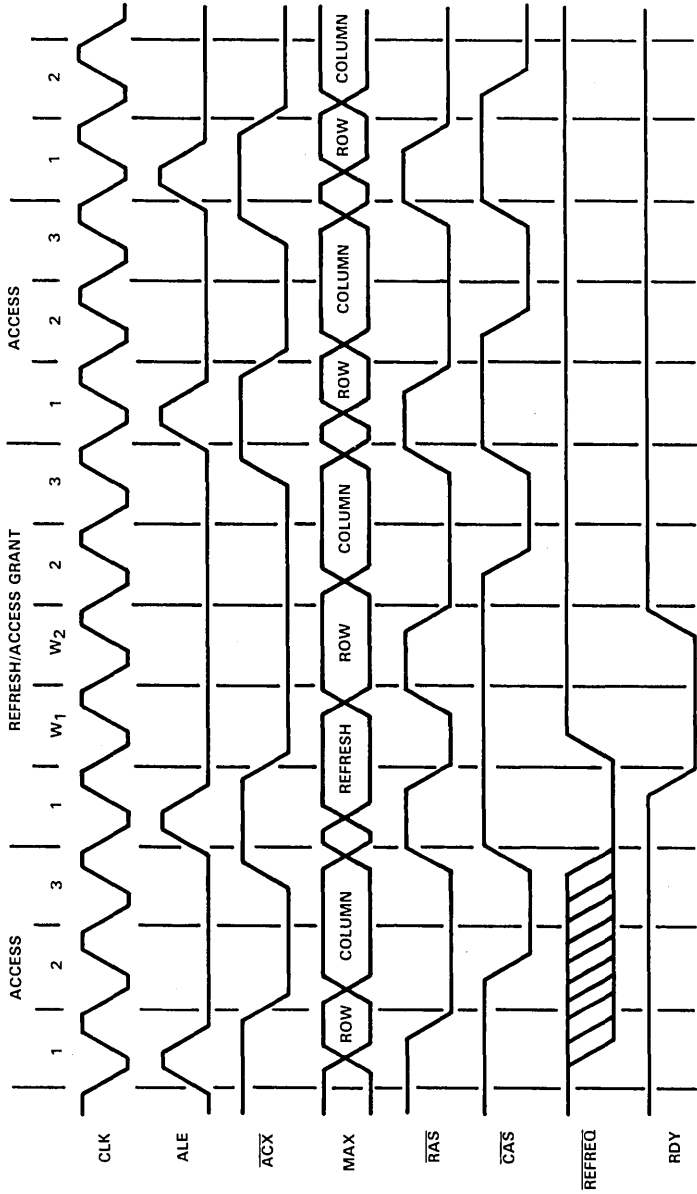 ACCESS REFRESH/ACCESS GRANT ACCESS
1 2 3 1 W1 W2 2 3 1 2 3 1 2
CLK
ALE
ACX
MAX ROW COLUMN REFRESH ROW COLUMN ROW COLUMN ROW COLUMN
RAS
CAS
REFREQ
RDY